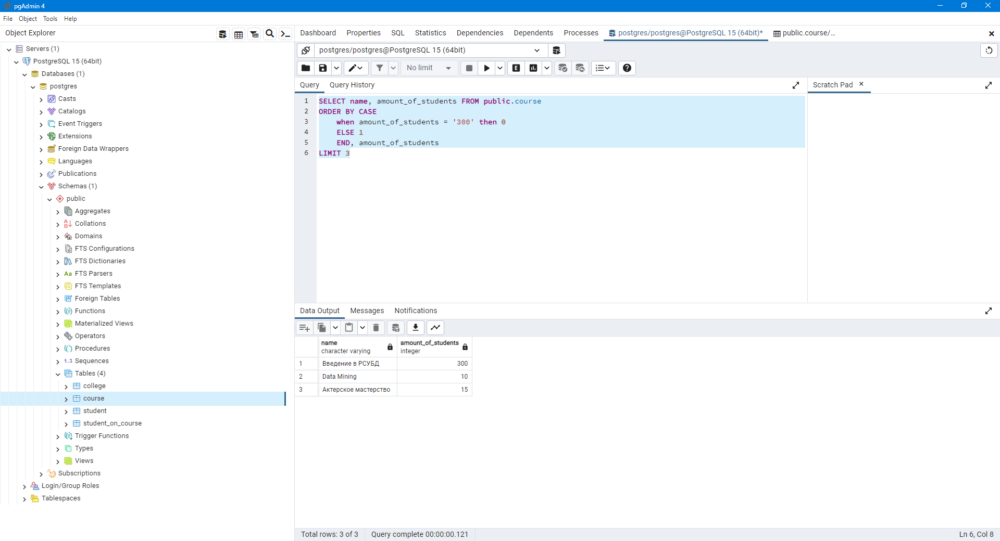 pgAdmin 4
File Object Tools Help
Object Explorer
Servers (1)
PostgreSQL 15 (64bit)
Databases (1)
postgres
Casts
Catalogs
Event Triggers
Extensions
Foreign Data Wrappers
Languages
Publications
Schemas (1)
public
Aggregates
Collations
Domains
FTS Configurations
FTS Dictionaries
Aa FTS Parsers
FTS Templates
Foreign Tables
Functions
Materialized Views
Operators
Procedures
1..3 Sequences
Tables (4)
college
course
student
student_on_course
Trigger Functions
Types
Views
Subscriptions
Login/Group Roles
Tablespaces
Dashboard Properties SQL Statistics Dependencies Dependents Processes postgres/postgres@PostgreSQL 15 (64bit)* public.course/...
postgres/postgres@PostgreSQL 15 (64bit)
No limit
E
Query Query History
Scratch Pad
1 SELECT name, amount_of_students FROM public.course
2 ORDER BY CASE
3 when amount_of_students = '300' then 0
4 ELSE 1
5 END, amount_of_students
6 LIMIT 3
Data Output Messages Notifications
name amount_of_students
character varying integer
1 Введение в РСУБД 300
2 Data Mining 10
3 Актерское мастерство 15
Total rows: 3 of 3 Query complete 00:00:00.121 Ln 6, Col 8